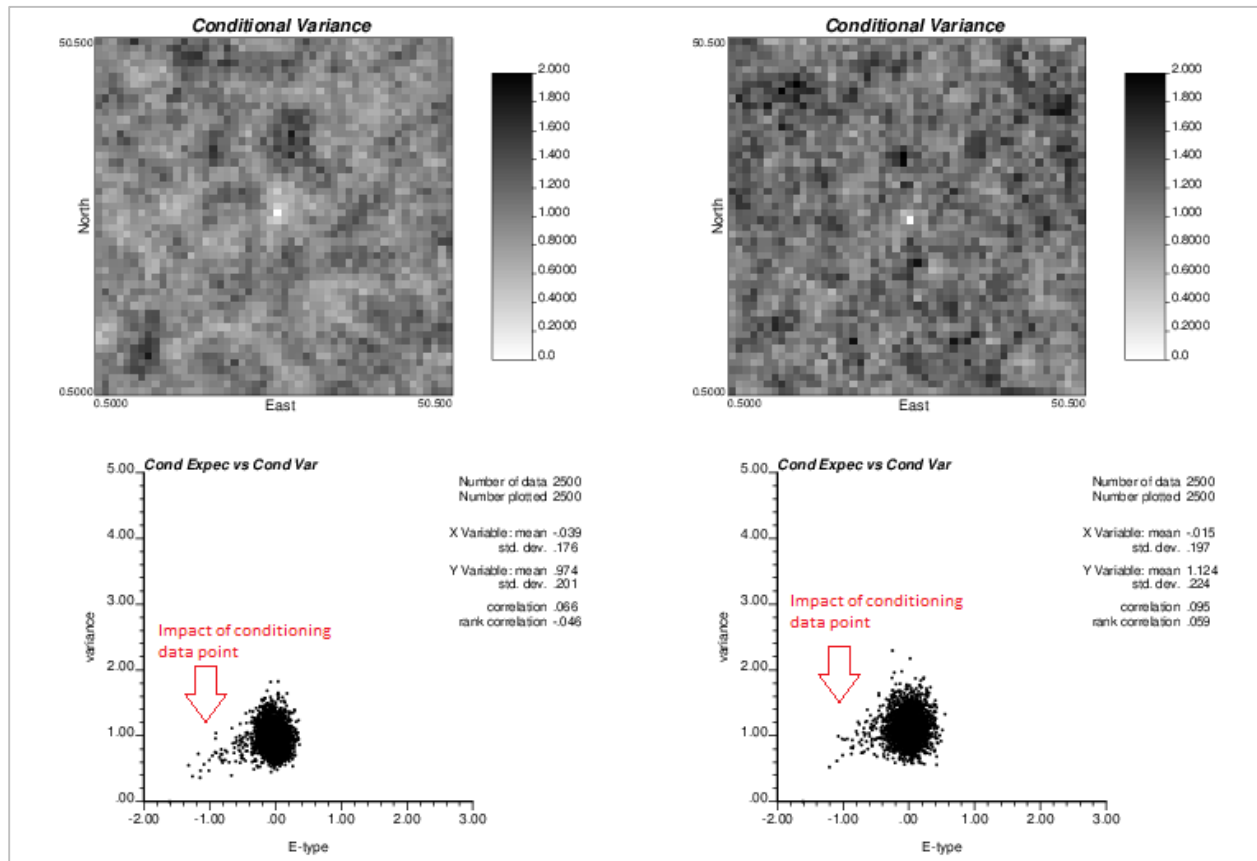 Conditional Variance
50.500
North
0.5000
0.5000
East
50.500
2.000
1.800
1.600
1.400
1.200
1.000
0.8000
0.6000
0.4000
0.2000
0.0
Conditional Variance
50.500
North
0.5000
0.5000
East
50.500
2.000
1.800
1.600
1.400
1.200
1.000
0.8000
0.6000
0.4000
0.2000
0.0
Cond Expec vs Cond Var
5.00
4.00
3.00
2.00
1.00
.00
variance
-2.00
-1.00
.00
1.00
2.00
3.00
E-type
Number of data 2500
Number plotted 2500
X Variable: mean -.039
std. dev. .176
Y Variable: mean .974
std. dev. .201
correlation .066
rank correlation -.046
Impact of conditioning
data point
Cond Expec vs Cond Var
5.00
4.00
3.00
2.00
1.00
.00
variance
-2.00
-1.00
.00
1.00
2.00
3.00
E-type
Number of data 2500
Number plotted 2500
X Variable: mean -.015
std. dev. .197
Y Variable: mean 1.124
std. dev. .224
correlation .095
rank correlation .059
Impact of conditioning
data point